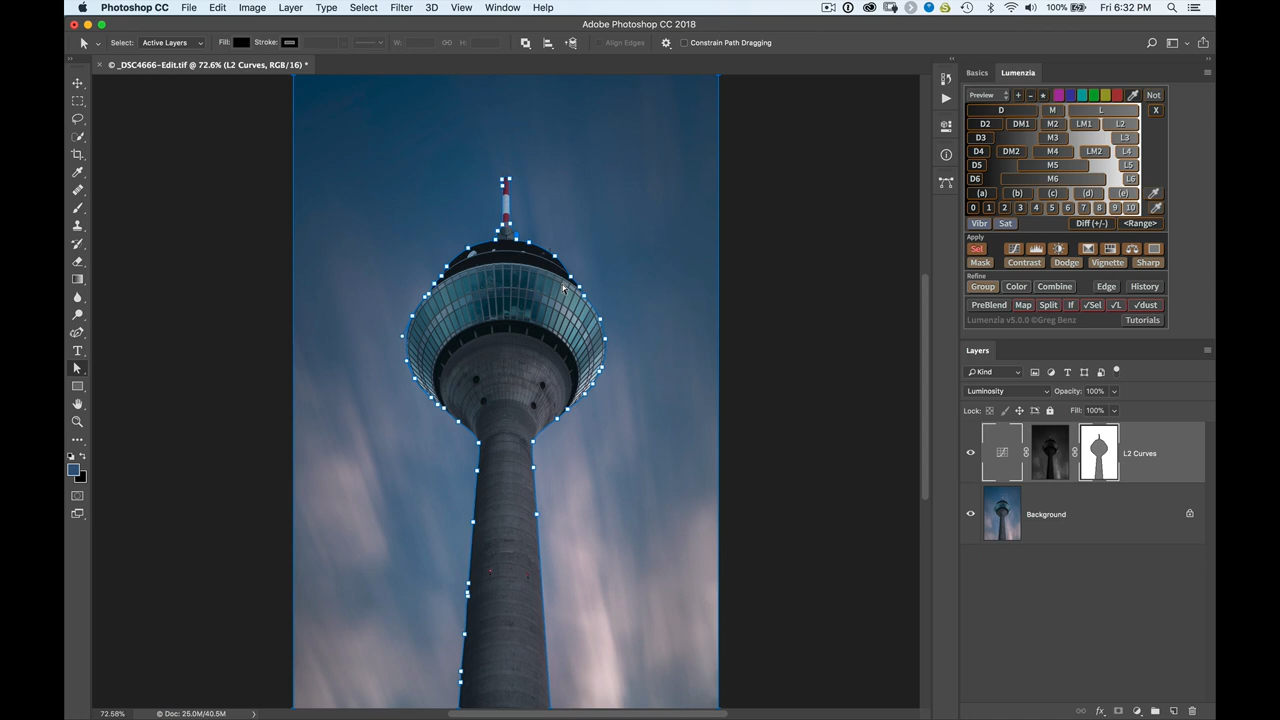 Photoshop CC File Edit Image Layer Type Select Filter 3D View Window Help 100% Fri 6:32 PM
Adobe Photoshop CC 2018
Select: Active Layers Fill: Stroke: W: H: Align Edges Constrain Path Dragging
× © _DSC4666-Edit.tif @ 72.6% (L2 Curves, RGB/16) *
Basics Lumenzia
Preview + − ★ Not
D M L X
D2 DM1 M2 LM1 L2
D3 M3 L3
D4 DM2 M4 LM2 L4
D5 M5 L5
D6 M6 L6
(a) (b) (c) (d) (e)
0 1 2 3 4 5 6 7 8 9 10
Vibr Sat Diff (+/-) <Range>
Apply
Sel
Mask Contrast Dodge Vignette Sharp
Refine
Group Color Combine Edge History
PreBlend Map Split If √Sel √L √dust
Lumenzia v5.0.0 ©Greg Benz Tutorials
Layers
Kind
Luminosity Opacity: 100%
Lock: Fill: 100%
L2 Curves
Background
72.58% © Doc: 25.0M/40.5M